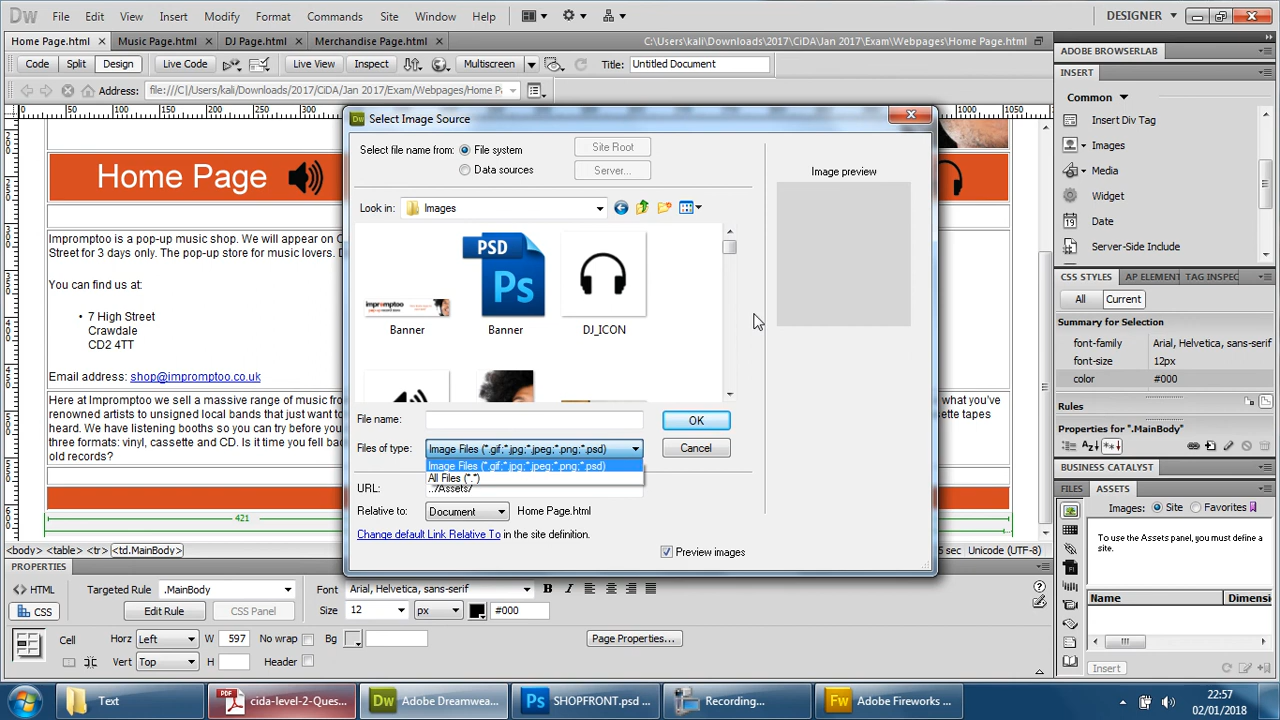 Dw File Edit View Insert Modify Format Commands Site Window Help DESIGNER
Home Page.html Music Page.html DJ Page.html Merchandise Page.html C:\Users\kali\Downloads\2017\CiDA\Jan 2017\Exam\Webpages\Home Page.html
Code Split Design Live Code Live View Inspect Multiscreen Title: Untitled Document
Address: file:///C|/Users/kali/Downloads/2017/CiDA/Jan 2017/Exam/Webpages/Home P
0 50 100 150 200 250 300 1000 1050
Home Page
Impromptoo is a pop-up music shop. We will appear on
Street for 3 days only. The pop-up store for music lovers.
You can find us at:
• 7 High Street
Crawdale
CD2 4TT
Email address: shop@impromptoo.co.uk
Here at Impromptoo we sell a massive range of music
renowned artists to unsigned local bands that just want to
heard. We have listening booths so you can try before you
three formats: vinyl, cassette and CD. Is it time you fell
old records?
what you've
tapes
421
<body> <table> <tr> <td.MainBody>
5 sec Unicode (UTF-8)
Select Image Source
Select file name from: File system Site Root
Data sources Server...
Look in: Images
Image preview
PSD
Ps
impromptoo
Banner Banner DJ_ICON
File name: OK
Files of type: Image Files (*.gif;*.jpg;*.jpeg;*.png;*.psd) Cancel
Image Files (*.gif;*.jpg;*.jpeg;*.png;*.psd)
All Files (*.*)
URL: ../Assets/
Relative to: Document Home Page.html
Change default Link Relative To in the site definition.
Preview images
ADOBE BROWSERLAB
INSERT
Common
Insert Div Tag
Images
Media
Widget
Date
Server-Side Include
CSS STYLES AP ELEMENT TAG INSPEC
All Current
Summary for Selection
font-family Arial, Helvetica, sans-serif
font-size 12px
color #000
Rules
Properties for ".MainBody"
BUSINESS CATALYST
FILES ASSETS
Images: Site Favorites
To use the Assets panel, you must define a
site.
Name Dimensio
Insert
PROPERTIES
HTML Targeted Rule .MainBody Font Arial, Helvetica, sans-serif B I
CSS Edit Rule CSS Panel Size 12 px #000
Cell Horz Left W 597 No wrap Bg Page Properties...
Vert Top H Header
Text cida-level-2-Ques... Adobe Dreamwea... SHOPFRONT.psd ... Recording... Adobe Fireworks ...
22:57
02/01/2018